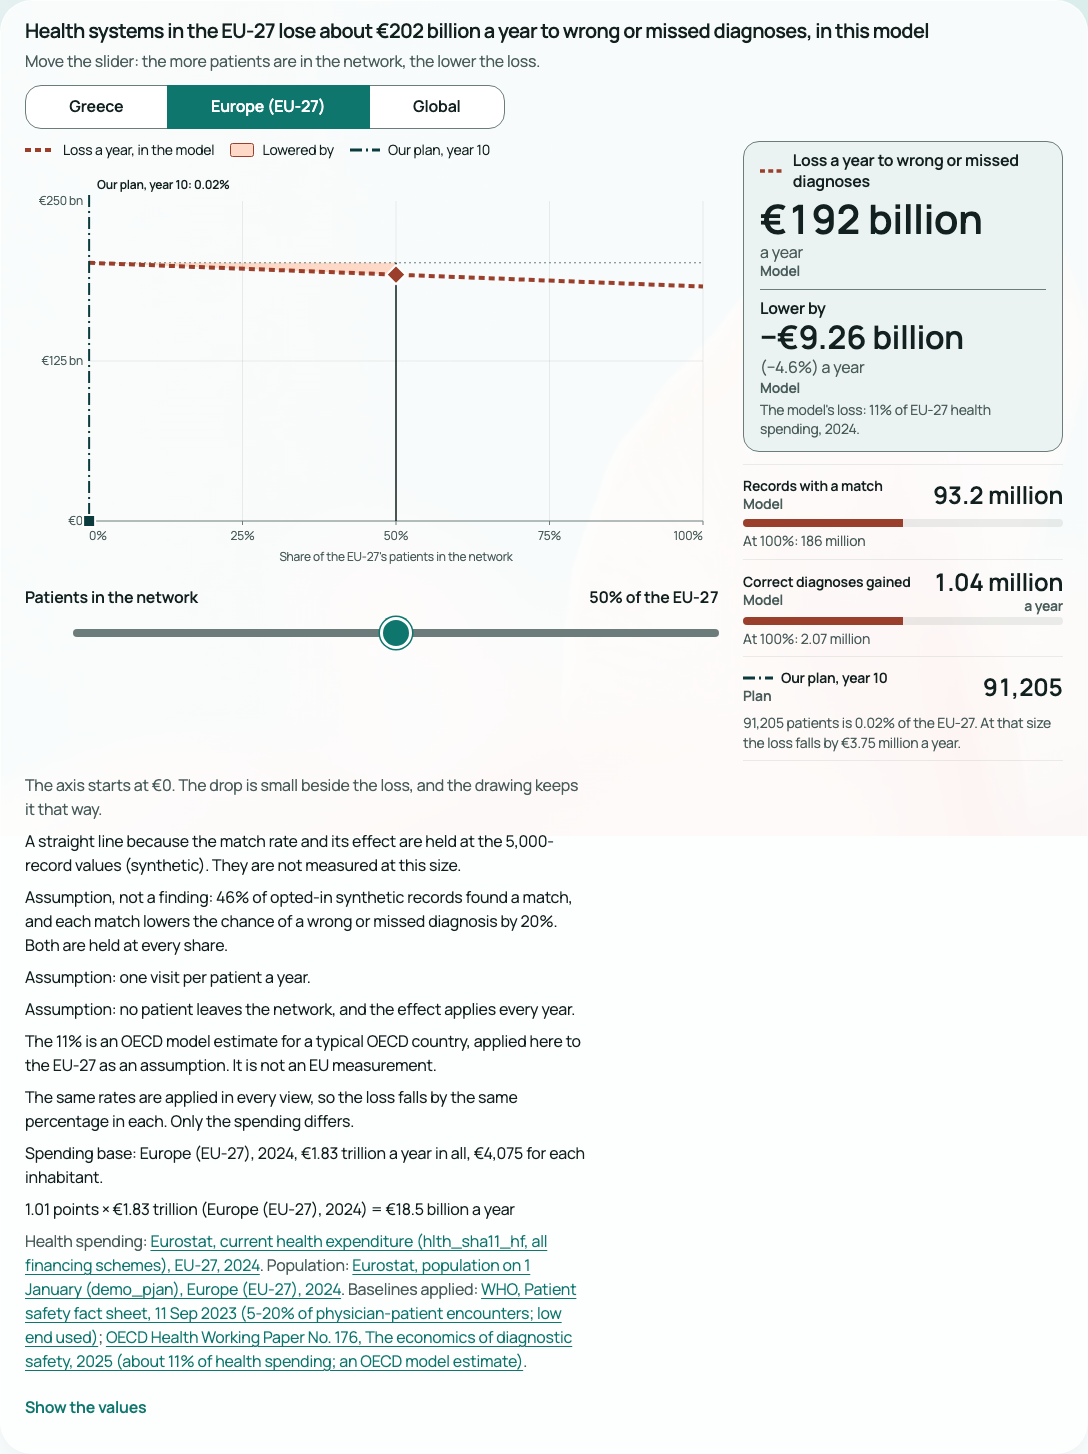 Health systems in the EU-27 lose about €202 billion a year to wrong or missed diagnoses, in this model
Move the slider: the more patients are in the network, the lower the loss.
Greece
Europe (EU-27)
Global
Loss a year, in the model
Lowered by
Our plan, year 10
Our plan, year 10: 0.02%
€250 bn
€125 bn
€0
0%
25%
50%
75%
100%
Share of the EU-27's patients in the network
Patients in the network
50% of the EU-27
Loss a year to wrong or missed
diagnoses
€192 billion
a year
Model
Lower by
−€9.26 billion
(−4.6%) a year
Model
The model's loss: 11% of EU-27 health
spending, 2024.
Records with a match
Model
93.2 million
At 100%: 186 million
Correct diagnoses gained
Model
1.04 million
a year
At 100%: 2.07 million
Our plan, year 10
Plan
91,205
91,205 patients is 0.02% of the EU-27. At that size
the loss falls by €3.75 million a year.
The axis starts at €0. The drop is small beside the loss, and the drawing keeps
it that way.
A straight line because the match rate and its effect are held at the 5,000-
record values (synthetic). They are not measured at this size.
Assumption, not a finding: 46% of opted-in synthetic records found a match,
and each match lowers the chance of a wrong or missed diagnosis by 20%.
Both are held at every share.
Assumption: one visit per patient a year.
Assumption: no patient leaves the network, and the effect applies every year.
The 11% is an OECD model estimate for a typical OECD country, applied here to
the EU-27 as an assumption. It is not an EU measurement.
The same rates are applied in every view, so the loss falls by the same
percentage in each. Only the spending differs.
Spending base: Europe (EU-27), 2024, €1.83 trillion a year in all, €4,075 for each
inhabitant.
1.01 points × €1.83 trillion (Europe (EU-27), 2024) = €18.5 billion a year
Health spending: Eurostat, current health expenditure (hlth_sha11_hf, all
financing schemes), EU-27, 2024. Population: Eurostat, population on 1
January (demo_pjan), Europe (EU-27), 2024. Baselines applied: WHO, Patient
safety fact sheet, 11 Sep 2023 (5-20% of physician-patient encounters; low
end used); OECD Health Working Paper No. 176, The economics of diagnostic
safety, 2025 (about 11% of health spending; an OECD model estimate).
Show the values